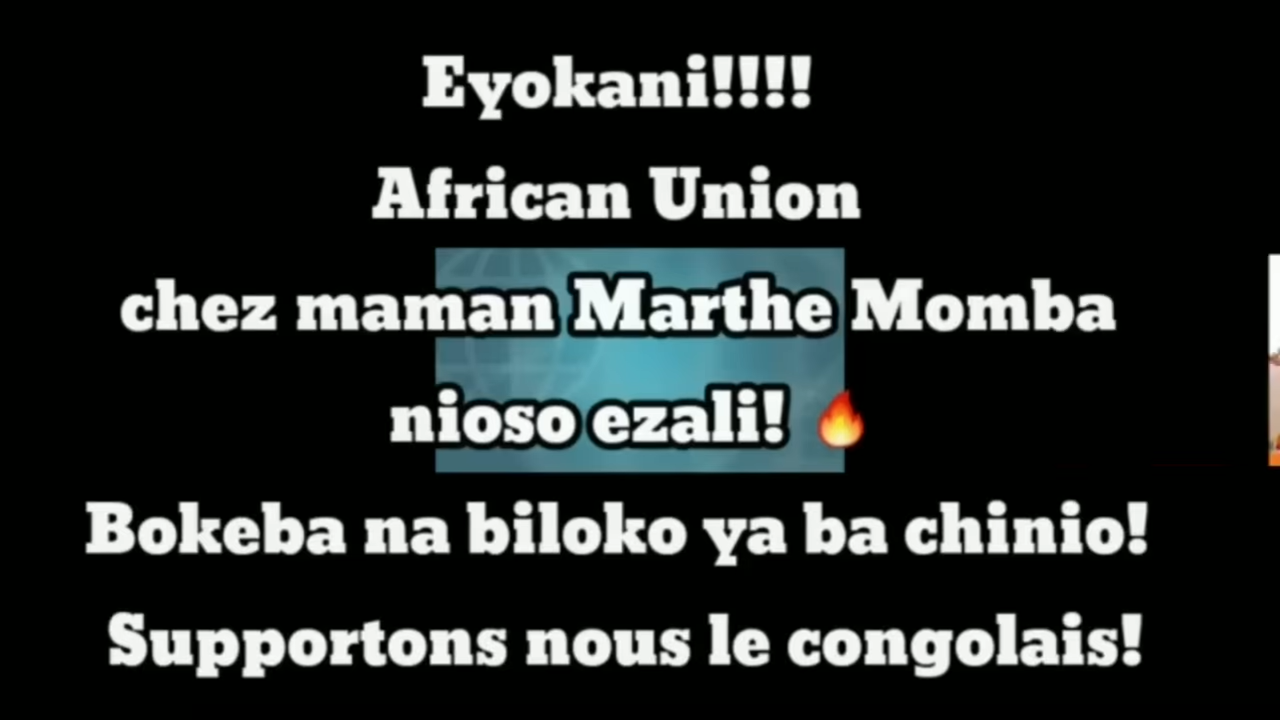 Eyokani!!!!
African Union
chez maman Marthe Momba
nioso ezali! 🔥
Bokeba na biloko ya ba chinio!
Supportons nous le congolais!